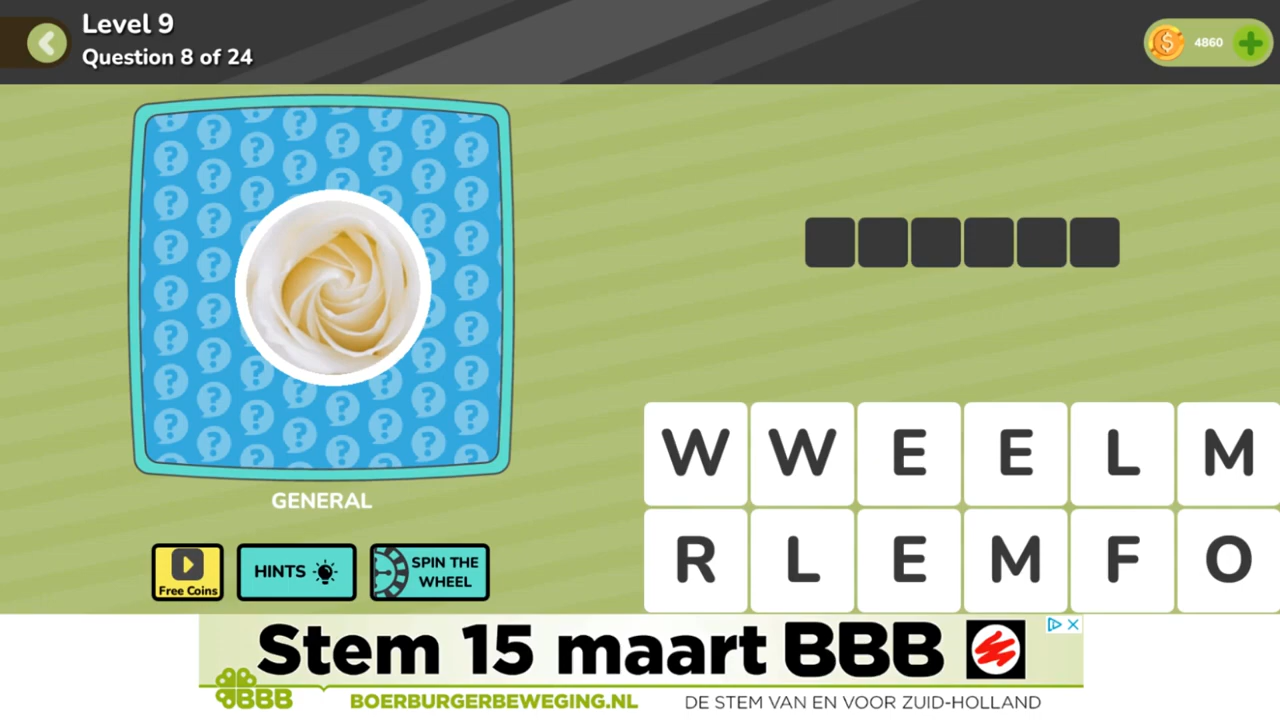 Level 9
Question 8 of 24
4860
GENERAL
Free Coins
HINTS
SPIN THE
WHEEL
W W E E L M
R L E M F O
Stem 15 maart BBB
BBB
BOERBURGERBEWEGING.NL
DE STEM VAN EN VOOR ZUID-HOLLAND